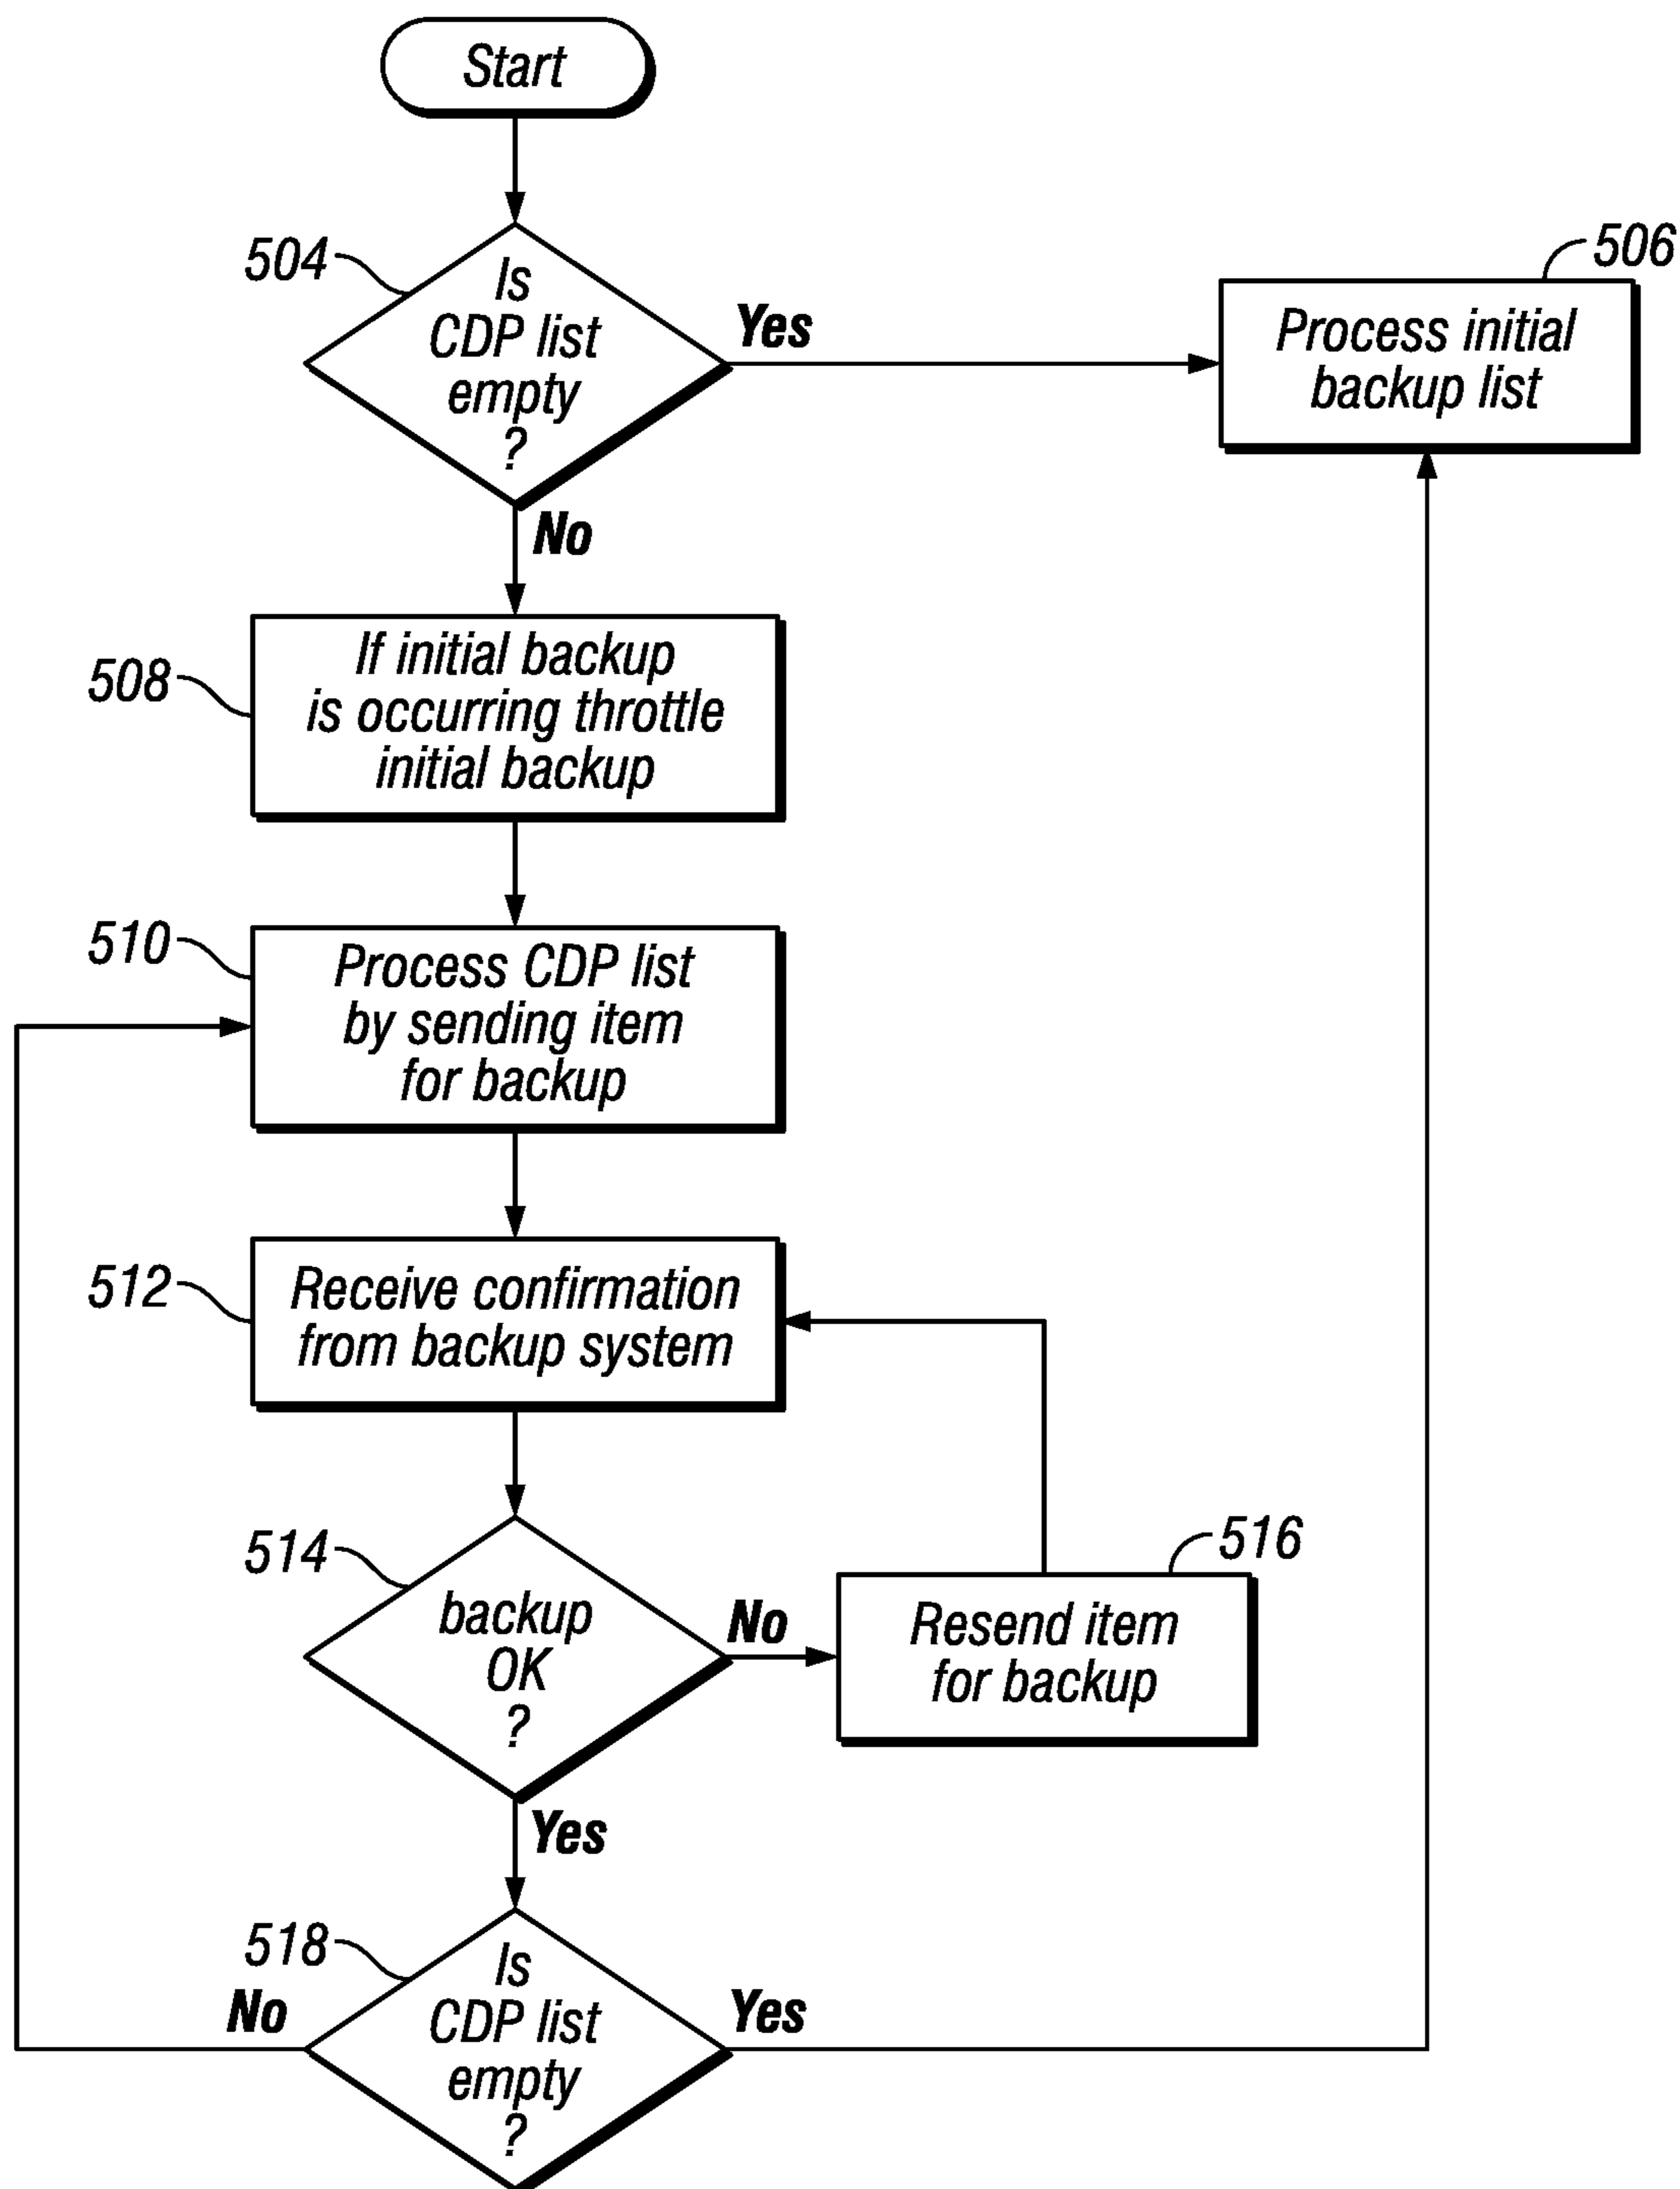 Start
504
Is
CDP list
empty
?
Yes
506
Process initial
backup list
No
508
If initial backup
is occurring throttle
initial backup
510
Process CDP list
by sending item
for backup
512
Receive confirmation
from backup system
514
backup
OK
?
No
516
Resend item
for backup
Yes
518
Is
CDP list
empty
?
No
Yes